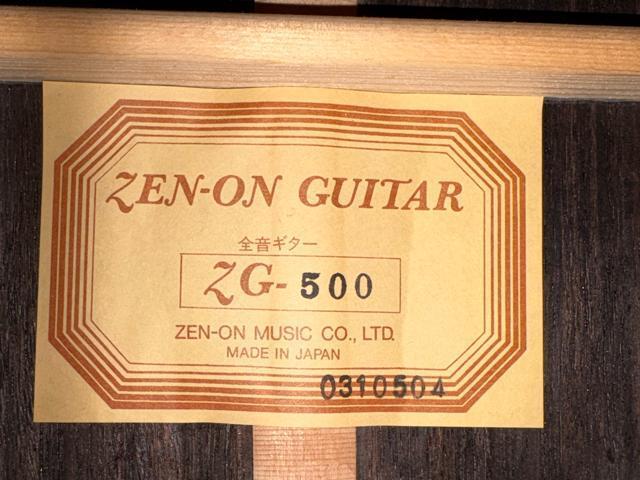 ZEN-ON GUITAR
全音ギター
ZG-500
ZEN-ON MUSIC CO., LTD.
MADE IN JAPAN
0310504